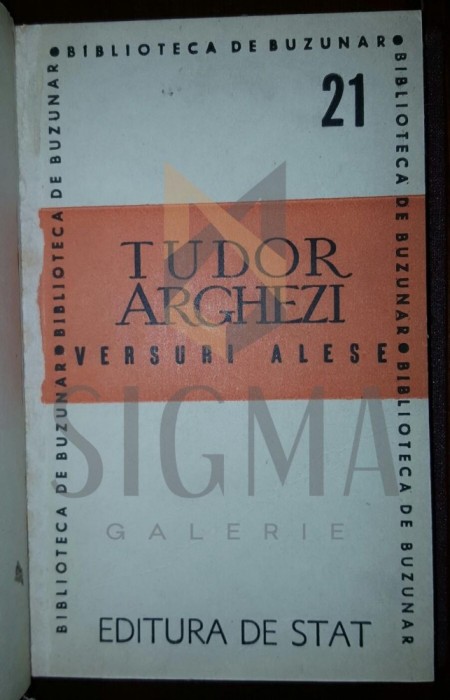 ●BIBLIOTECA DE BUZUNAR●
21
TUDOR
ARGHEZI
VERSURI ALESE
EDITURA DE STAT
BIBLIOTECA DE BUZUNAR●BIBLIOTECA DE BUZUNAR
BIBLIOTECA DE BUZUNAR●BIBLIOTECA DE BUZUNAR
SIGMA
GALERIE